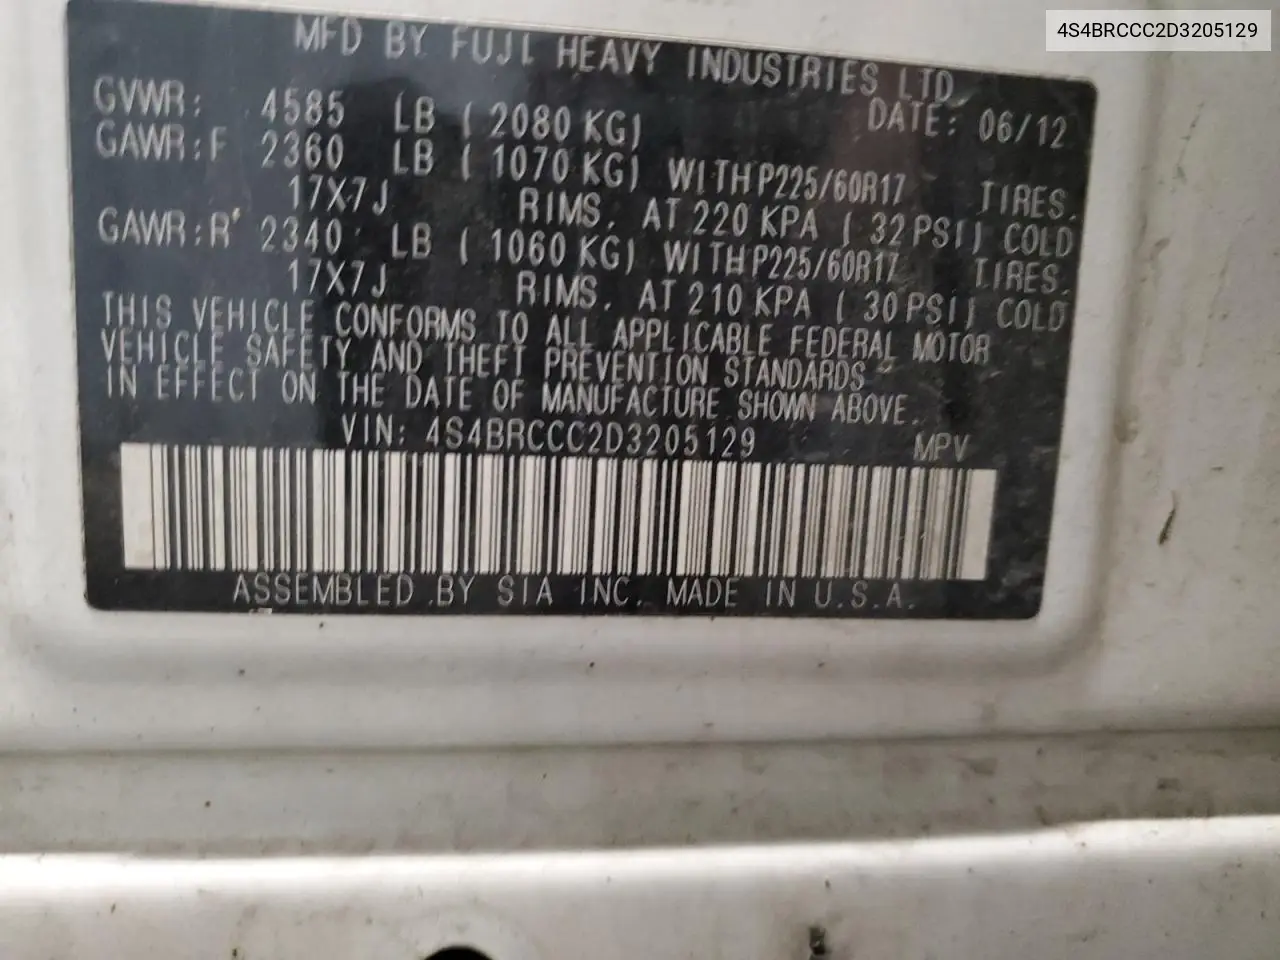 4S4BRCCC2D3205129
MFD BY FUJI HEAVY INDUSTRIES LTD
DATE: 06/12
GVWR: 4585 LB ( 2080 KG)
GAWR:F 2360 LB ( 1070 KG) WITH P225/60R17 TIRES.
17X7J RIMS. AT 220 KPA ( 32 PSI) COLD
GAWR:R 2340 LB ( 1060 KG) WITH P225/60R17 TIRES.
17X7J RIMS. AT 210 KPA ( 30 PSI) COLD
THIS VEHICLE CONFORMS TO ALL APPLICABLE FEDERAL MOTOR
VEHICLE SAFETY AND THEFT PREVENTION STANDARDS
IN EFFECT ON THE DATE OF MANUFACTURE SHOWN ABOVE.
VIN: 4S4BRCCC2D3205129 MPV
ASSEMBLED BY SIA INC. MADE IN U.S.A.